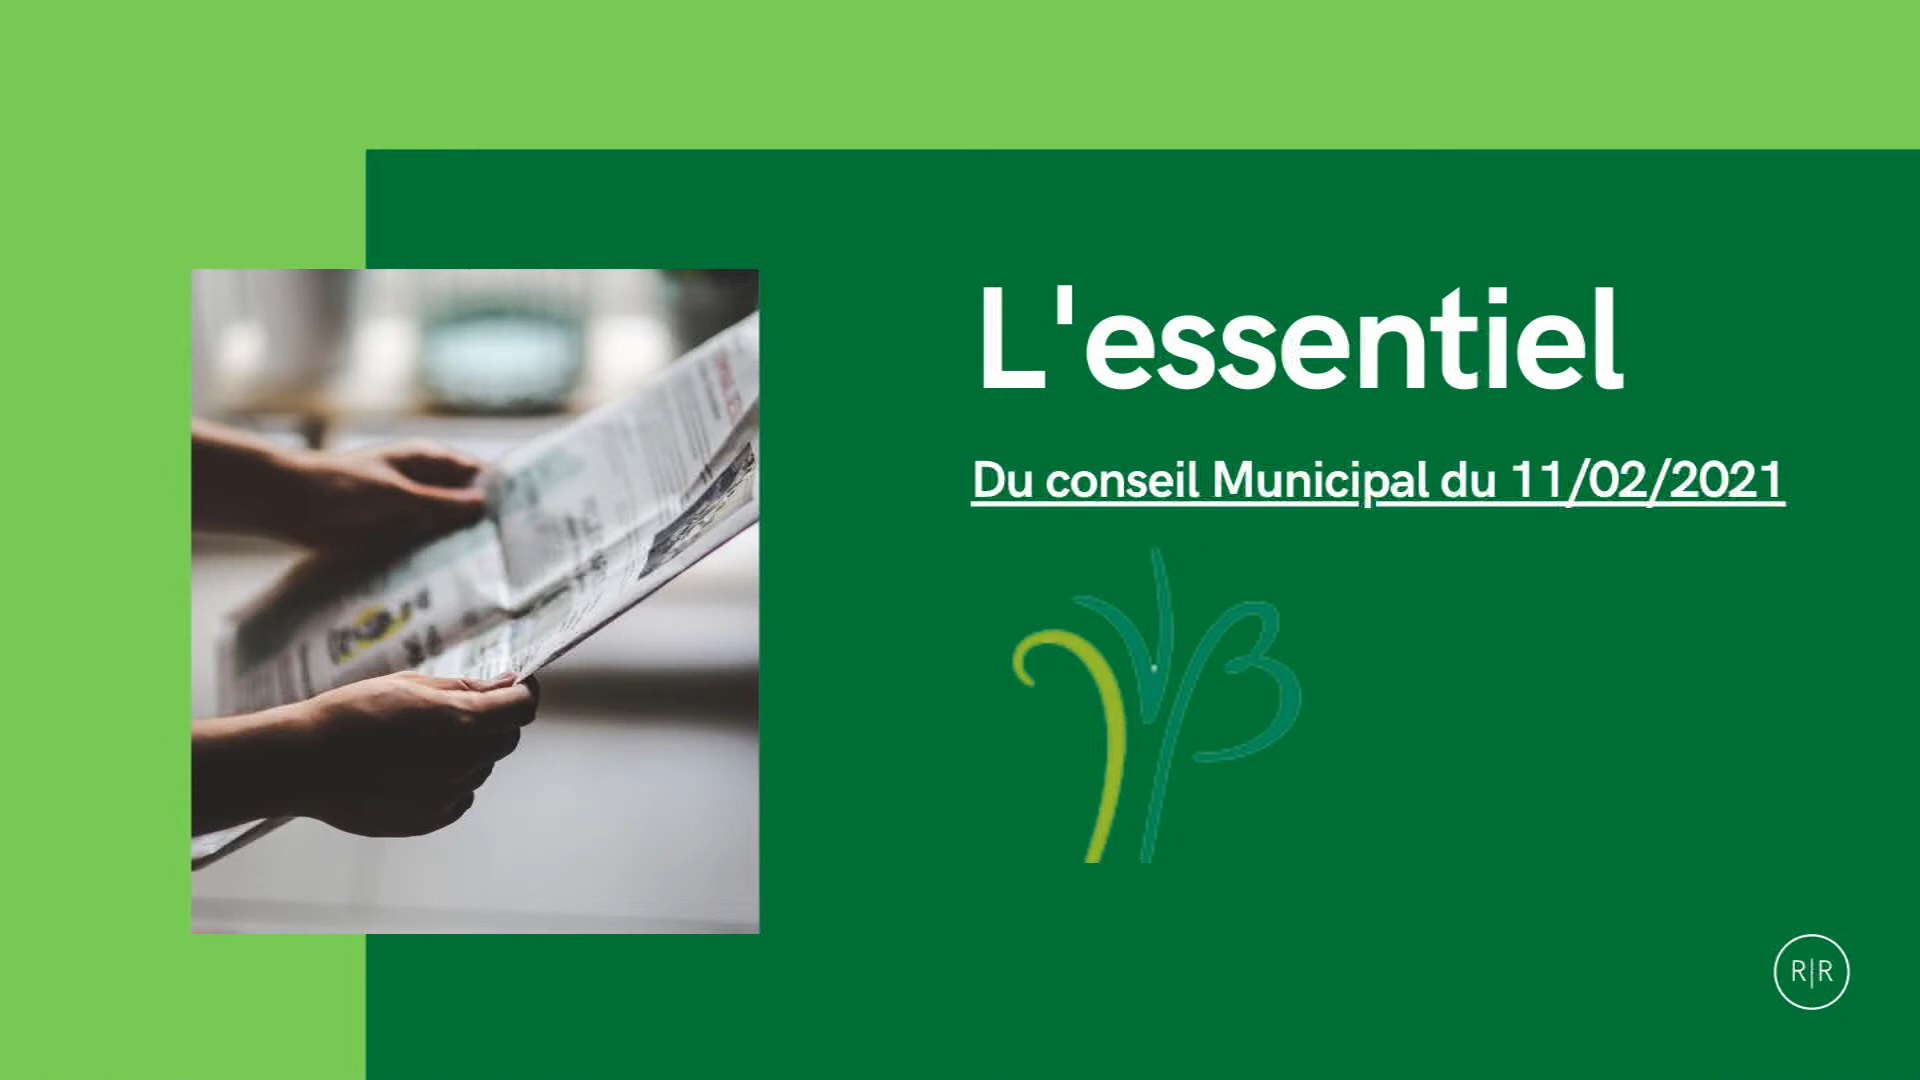 L'essentiel
Du conseil Municipal du 11/02/2021
R|R